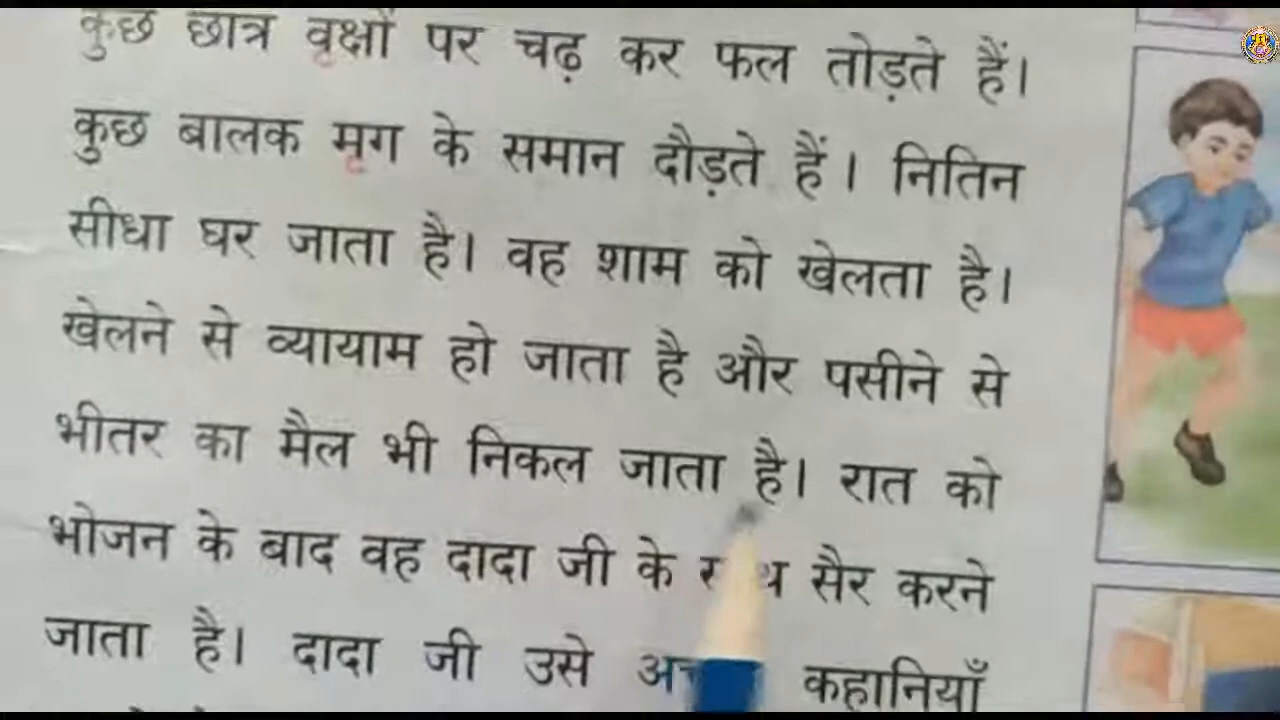 कुछ छात्र वृक्षों पर चढ़ कर फल तोड़ते हैं।
कुछ बालक मृग के समान दौड़ते हैं। नितिन
सीधा घर जाता है। वह शाम को खेलता है।
खेलने से व्यायाम हो जाता है और पसीने से
भीतर का मैल भी निकल जाता है। रात को
भोजन के बाद वह दादा जी के सैर करने
जाता है। दादा जी उसे कहानियाँ